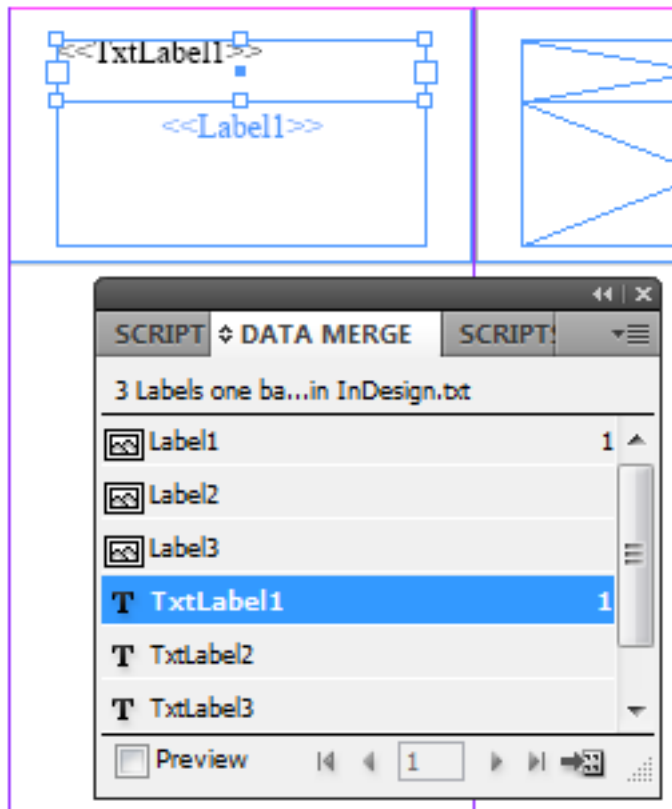 <<TxtLabel1>>
<<Label1>>
SCRIPT DATA MERGE SCRIPTS
3 Labels one ba...in InDesign.txt
Label1 1
Label2
Label3
T TxtLabel1 1
T TxtLabel2
T TxtLabel3
Preview 1